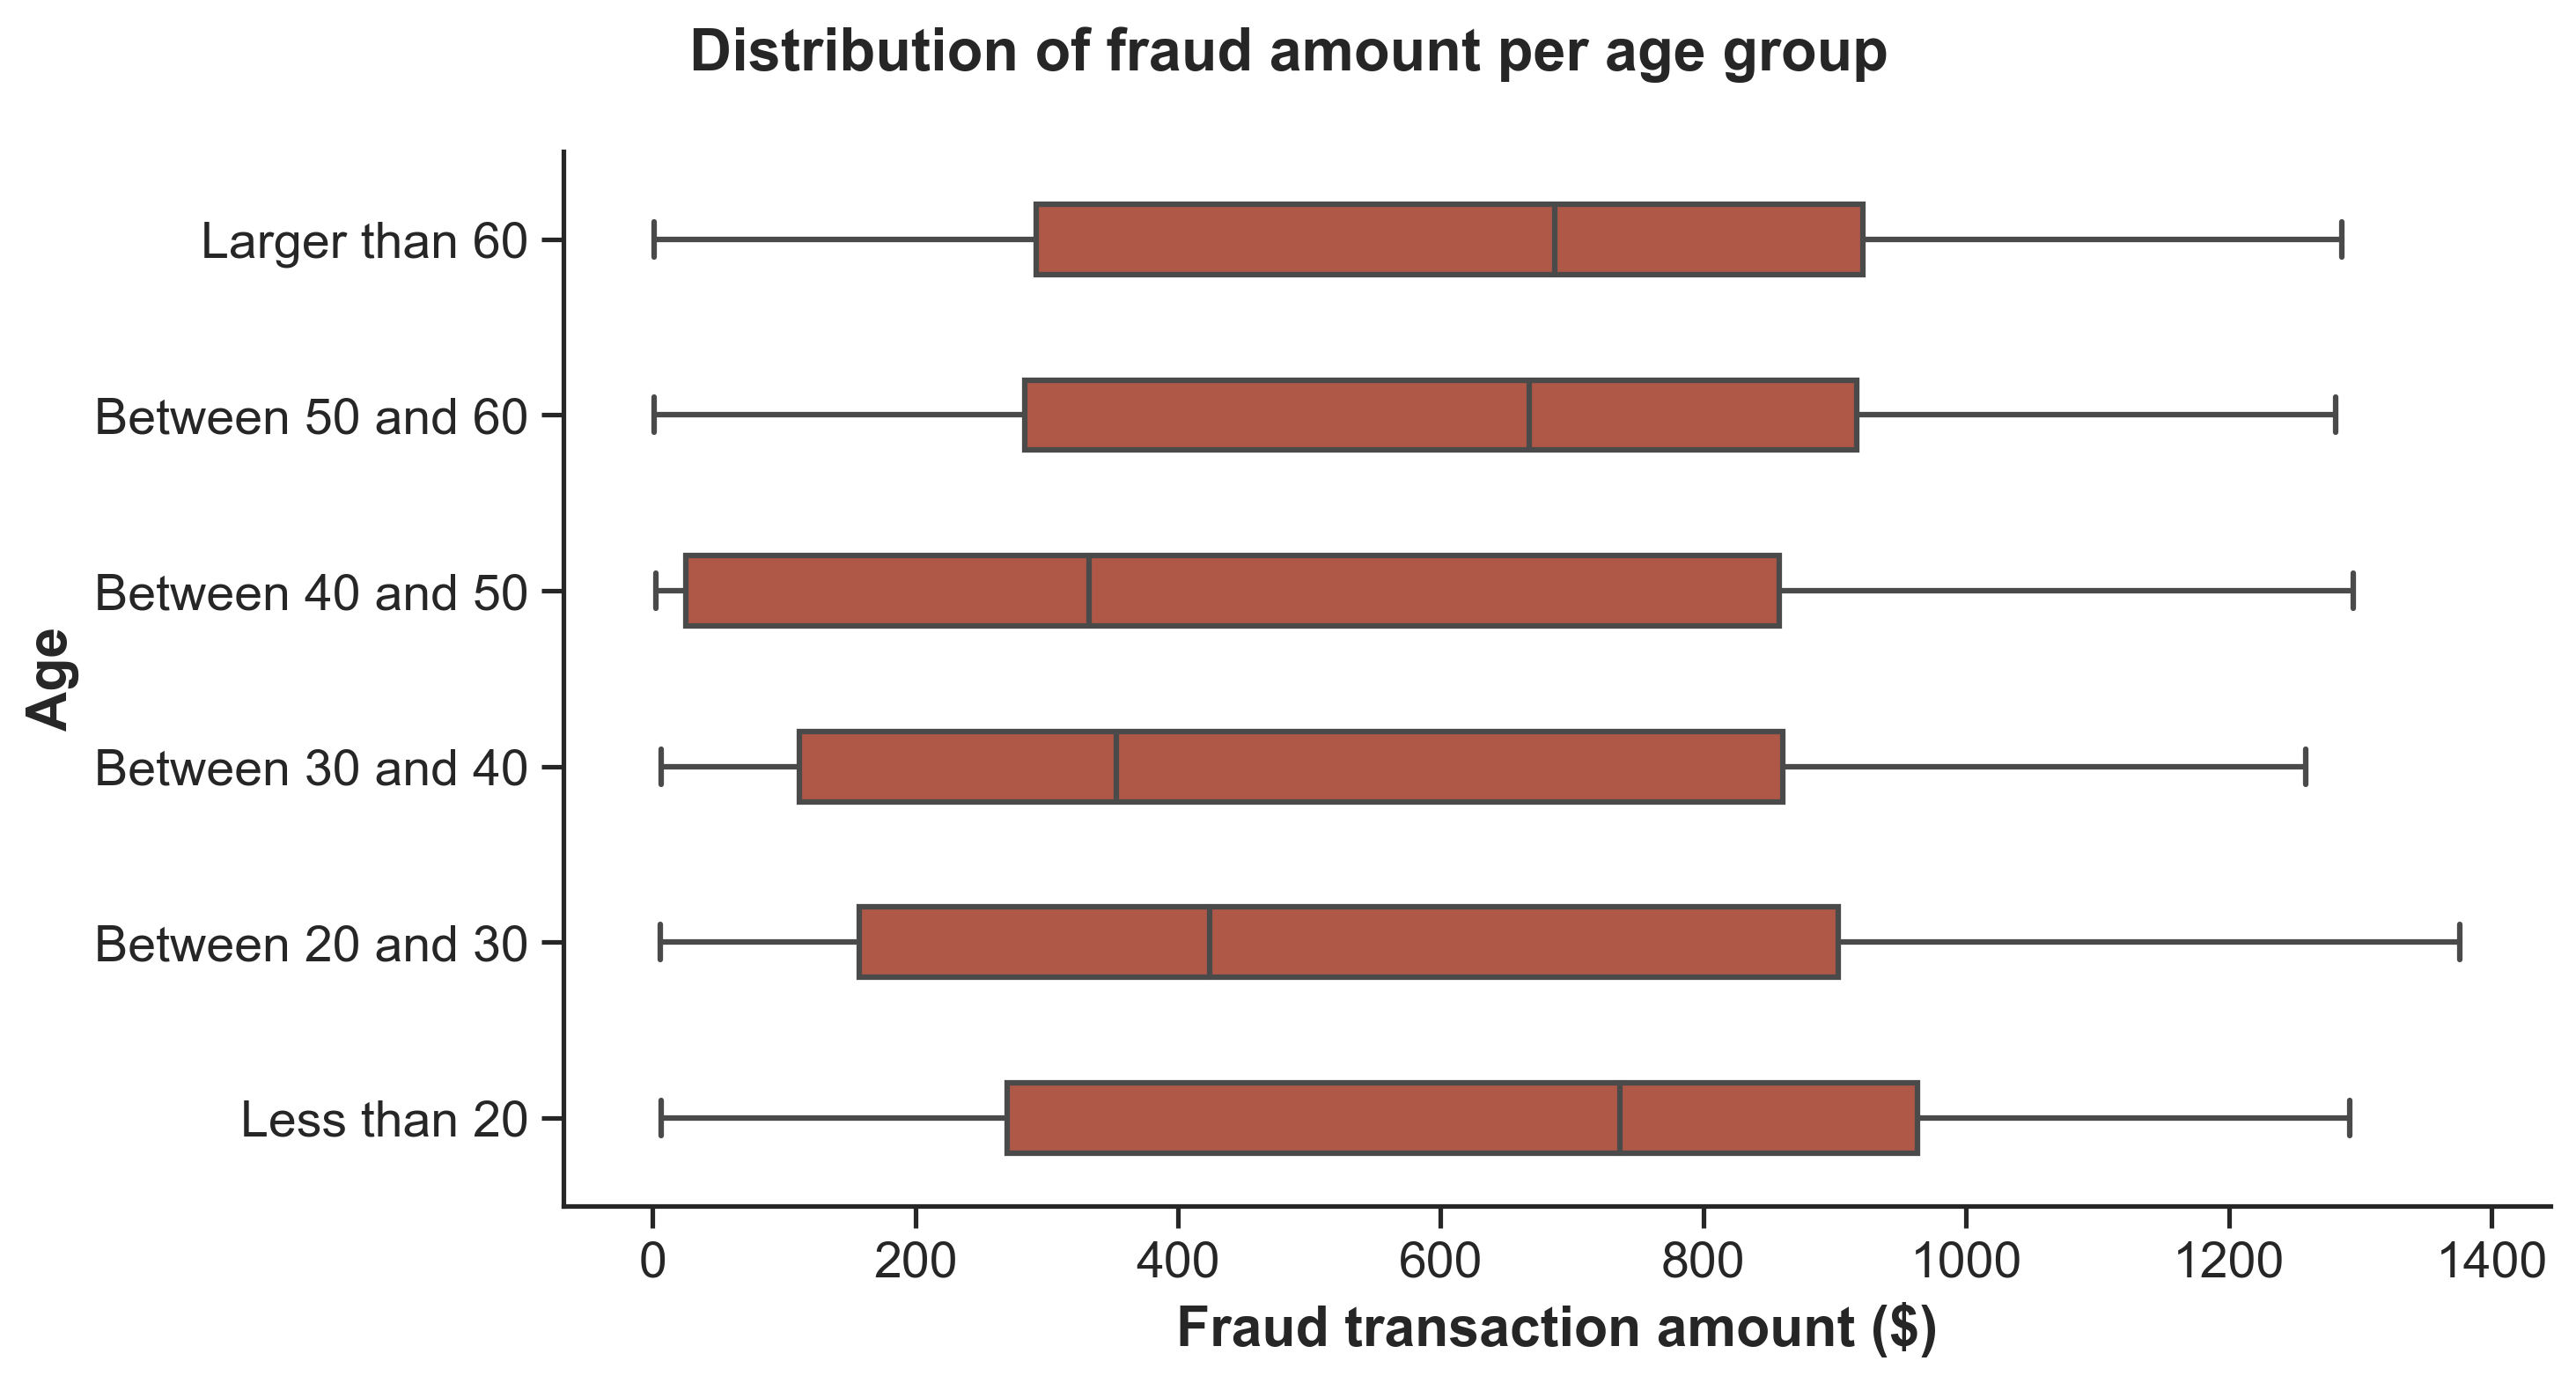 Distribution of fraud amount per age group
Larger than 60
Between 50 and 60
Between 40 and 50
Between 30 and 40
Between 20 and 30
Less than 20
Age
0 200 400 600 800 1000 1200 1400
Fraud transaction amount ($)